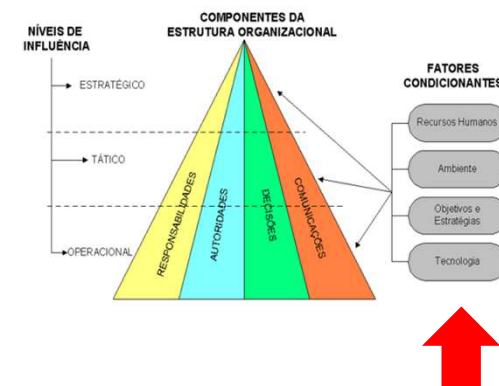 COMPONENTES DA
ESTRUTURA ORGANIZACIONAL
NÍVEIS DE
INFLUÊNCIA
ESTRATÉGICO
TÁTICO
OPERACIONAL
RESPONSABILIDADES
AUTORIDADES
DECISÕES
COMUNICAÇÕES
FATORES
CONDICIONANTES
Recursos Humanos
Ambiente
Objetivos e
Estratégias
Tecnologia